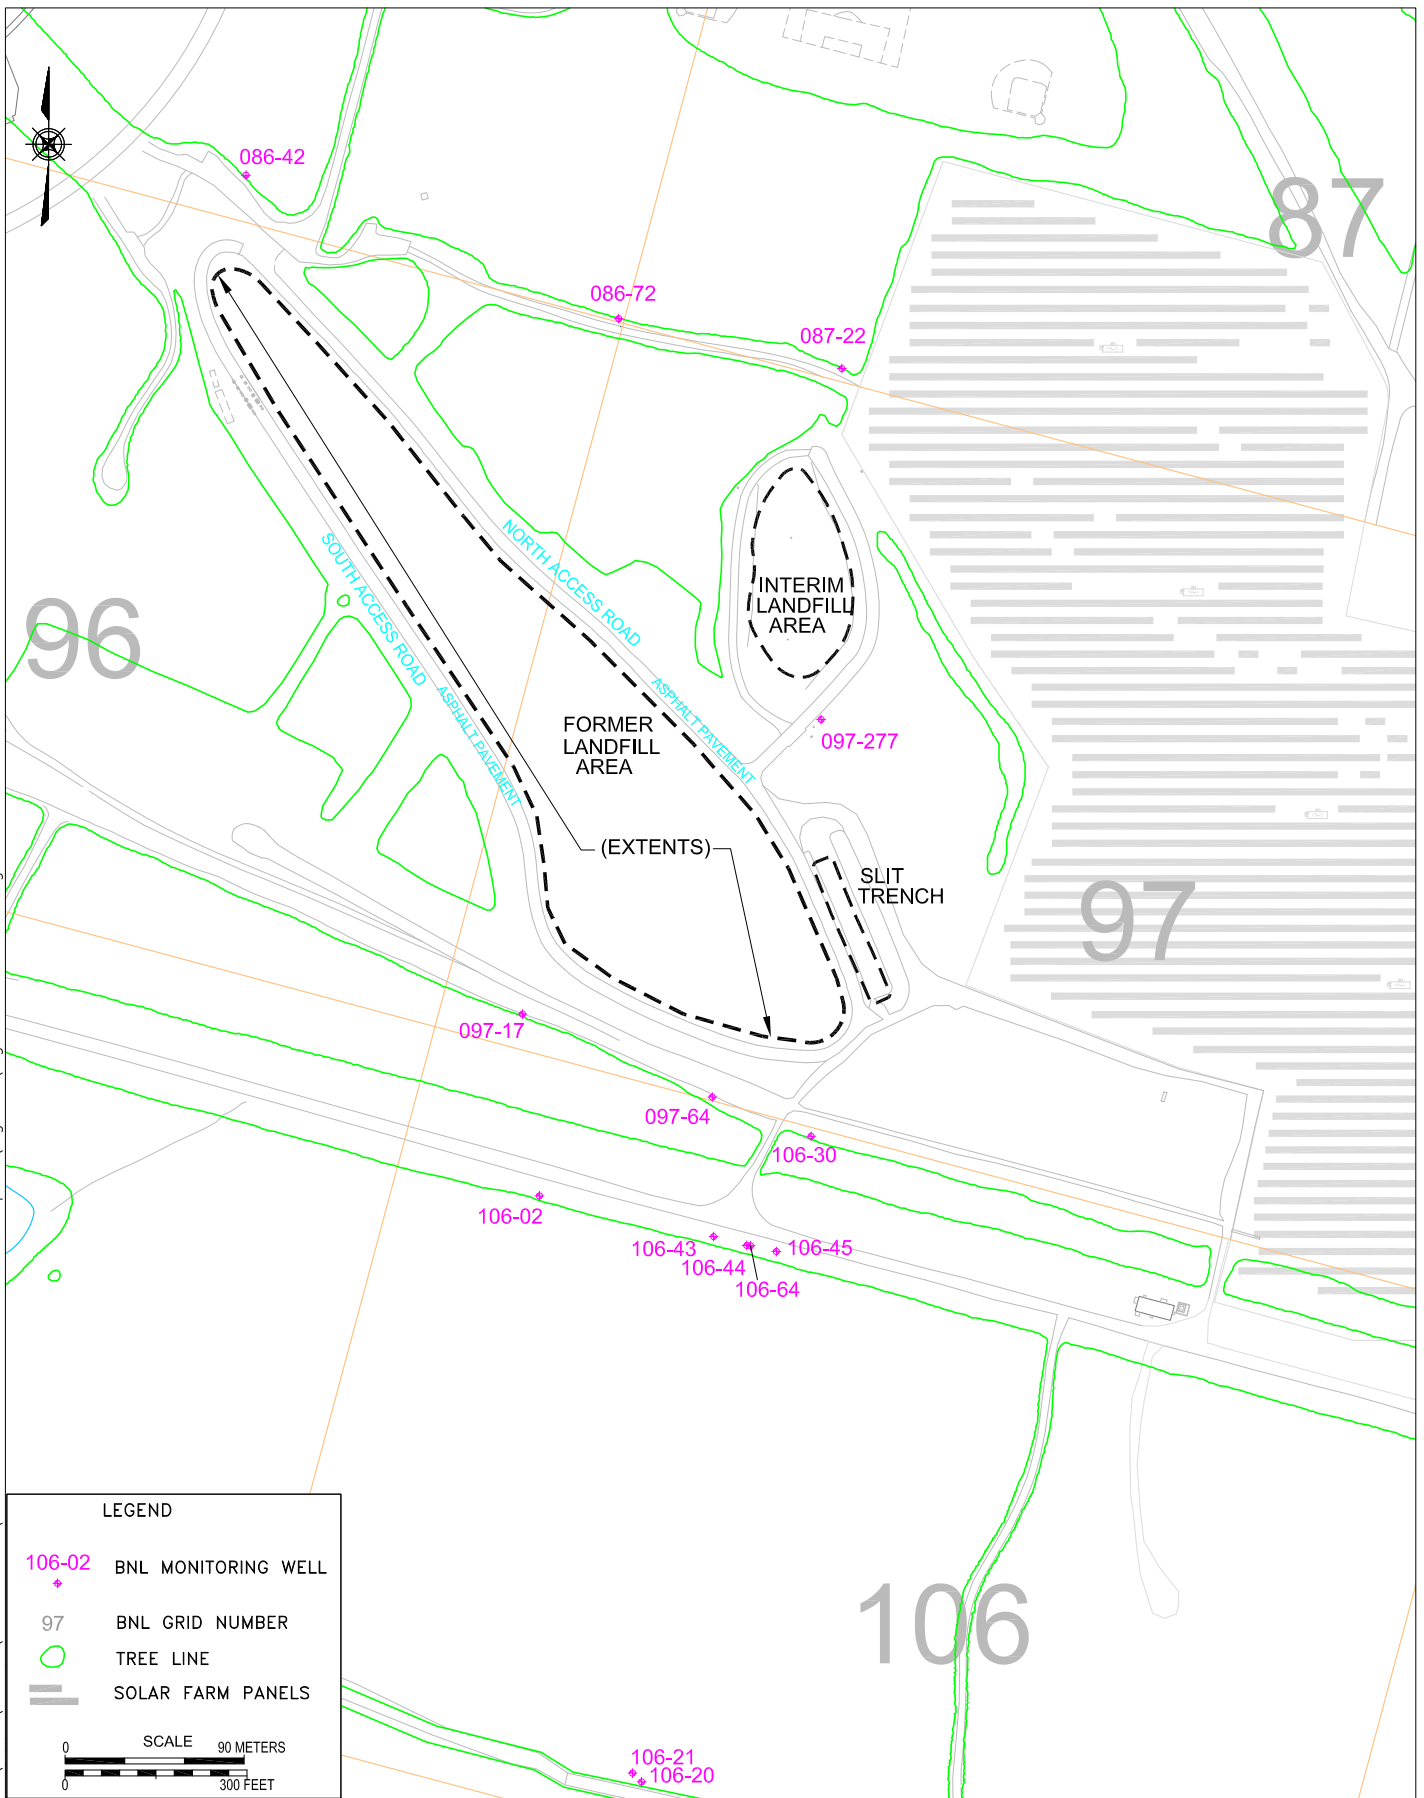 086-42
87
086-72
087-22
NORTH ACCESS ROAD
SOUTH ACCESS ROAD
INTERIM
LANDFILL
AREA
96
ASPHALT PAVEMENT
ASPHALT PAVEMENT
FORMER
LANDFILL
AREA
097-277
(EXTENTS)
SLIT
TRENCH
97
097-17
097-64
106-30
106-02
106-43
106-45
106-44
106-64
LEGEND
106-02 BNL MONITORING WELL
97 BNL GRID NUMBER
TREE LINE
SOLAR FARM PANELS
SCALE
0 90 METERS
0 300 FEET
106
106-21
106-20